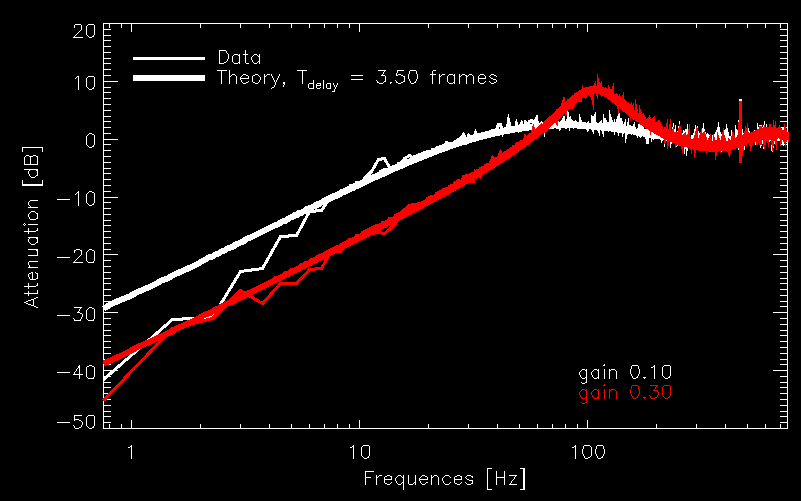 Data
Theory, Tdelay = 3.50 frames
20
10
0
-10
-20
-30
-40
-50
Attenuation [dB]
gain 0.10
gain 0.30
1 10 100
Frequences [Hz]